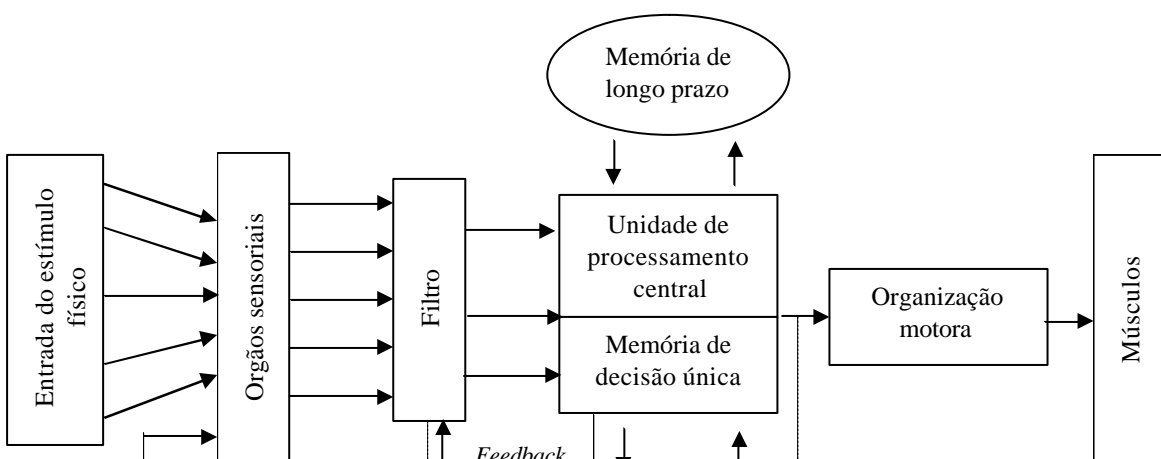 Memória de
longo prazo
Entrada do estímulo
físico
Orgãos sensoriais
Filtro
Unidade de
processamento
central
Memória de
decisão única
Organização
motora
Músculos
Feedback